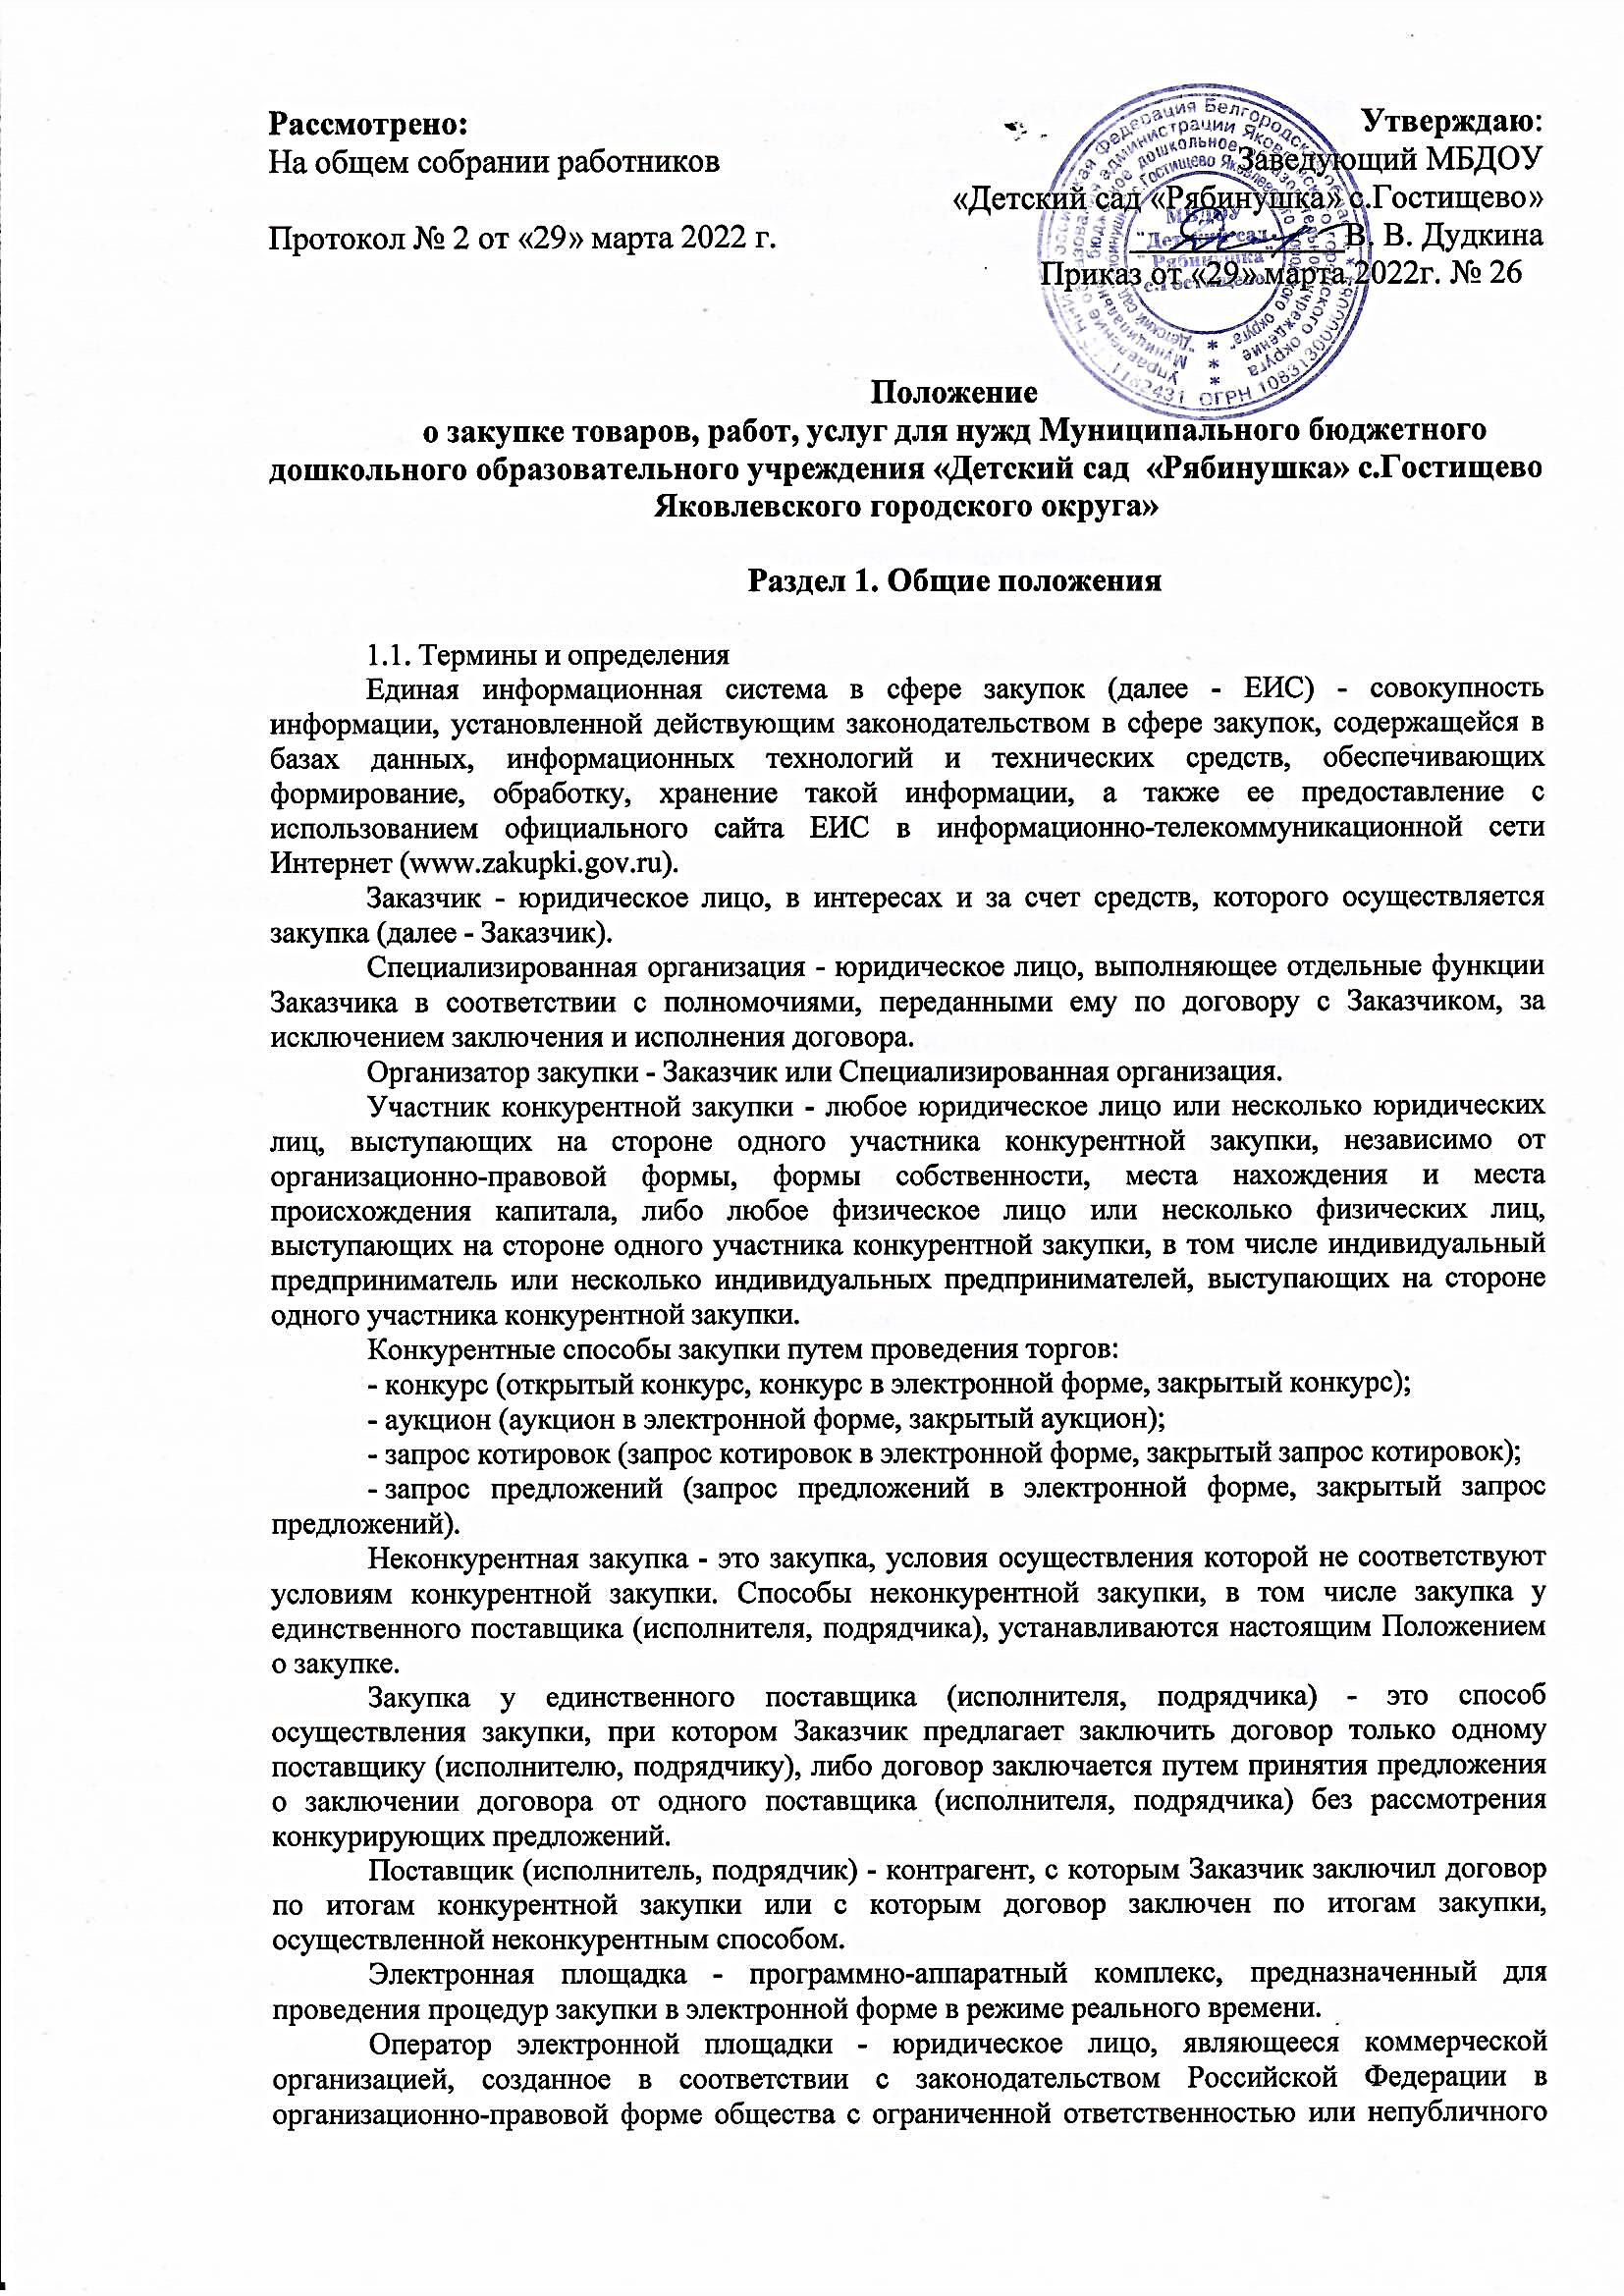 Рассмотрено:
На общем собрании работников
Протокол № 2 от «29» марта 2022 г.
Утверждаю:
Заведующий МБДОУ
«Детский сад «Рябинушка» с.Гостищево»
В. В. Дудкина
Приказ от «29» марта 2022г. № 26
МБДОУ
"Детский сад
Рябинушка"
с.Гостищево
Положение
о закупке товаров, работ, услуг для нужд Муниципального бюджетного
дошкольного образовательного учреждения «Детский сад «Рябинушка» с.Гостищево
Яковлевского городского округа»
Раздел 1. Общие положения
1.1. Термины и определения
Единая информационная система в сфере закупок (далее - ЕИС) - совокупность
информации, установленной действующим законодательством в сфере закупок, содержащейся в
базах данных, информационных технологий и технических средств, обеспечивающих
формирование, обработку, хранение такой информации, а также ее предоставление с
использованием официального сайта ЕИС в информационно-телекоммуникационной сети
Интернет (www.zakupki.gov.ru).
Заказчик - юридическое лицо, в интересах и за счет средств, которого осуществляется
закупка (далее - Заказчик).
Специализированная организация - юридическое лицо, выполняющее отдельные функции
Заказчика в соответствии с полномочиями, переданными ему по договору с Заказчиком, за
исключением заключения и исполнения договора.
Организатор закупки - Заказчик или Специализированная организация.
Участник конкурентной закупки - любое юридическое лицо или несколько юридических
лиц, выступающих на стороне одного участника конкурентной закупки, независимо от
организационно-правовой формы, формы собственности, места нахождения и места
происхождения капитала, либо любое физическое лицо или несколько физических лиц,
выступающих на стороне одного участника конкурентной закупки, в том числе индивидуальный
предприниматель или несколько индивидуальных предпринимателей, выступающих на стороне
одного участника конкурентной закупки.
Конкурентные способы закупки путем проведения торгов:
- конкурс (открытый конкурс, конкурс в электронной форме, закрытый конкурс);
- аукцион (аукцион в электронной форме, закрытый аукцион);
- запрос котировок (запрос котировок в электронной форме, закрытый запрос котировок);
- запрос предложений (запрос предложений в электронной форме, закрытый запрос
предложений).
Неконкурентная закупка - это закупка, условия осуществления которой не соответствуют
условиям конкурентной закупки. Способы неконкурентной закупки, в том числе закупка у
единственного поставщика (исполнителя, подрядчика), устанавливаются настоящим Положением
о закупке.
Закупка у единственного поставщика (исполнителя, подрядчика) - это способ
осуществления закупки, при котором Заказчик предлагает заключить договор только одному
поставщику (исполнителю, подрядчику), либо договор заключается путем принятия предложения
о заключении договора от одного поставщика (исполнителя, подрядчика) без рассмотрения
конкурирующих предложений.
Поставщик (исполнитель, подрядчик) - контрагент, с которым Заказчик заключил договор
по итогам конкурентной закупки или с которым договор заключен по итогам закупки,
осуществленной неконкурентным способом.
Электронная площадка - программно-аппаратный комплекс, предназначенный для
проведения процедур закупки в электронной форме в режиме реального времени.
Оператор электронной площадки - юридическое лицо, являющееся коммерческой
организацией, созданное в соответствии с законодательством Российской Федерации в
организационно-правовой форме общества с ограниченной ответственностью или непубличного